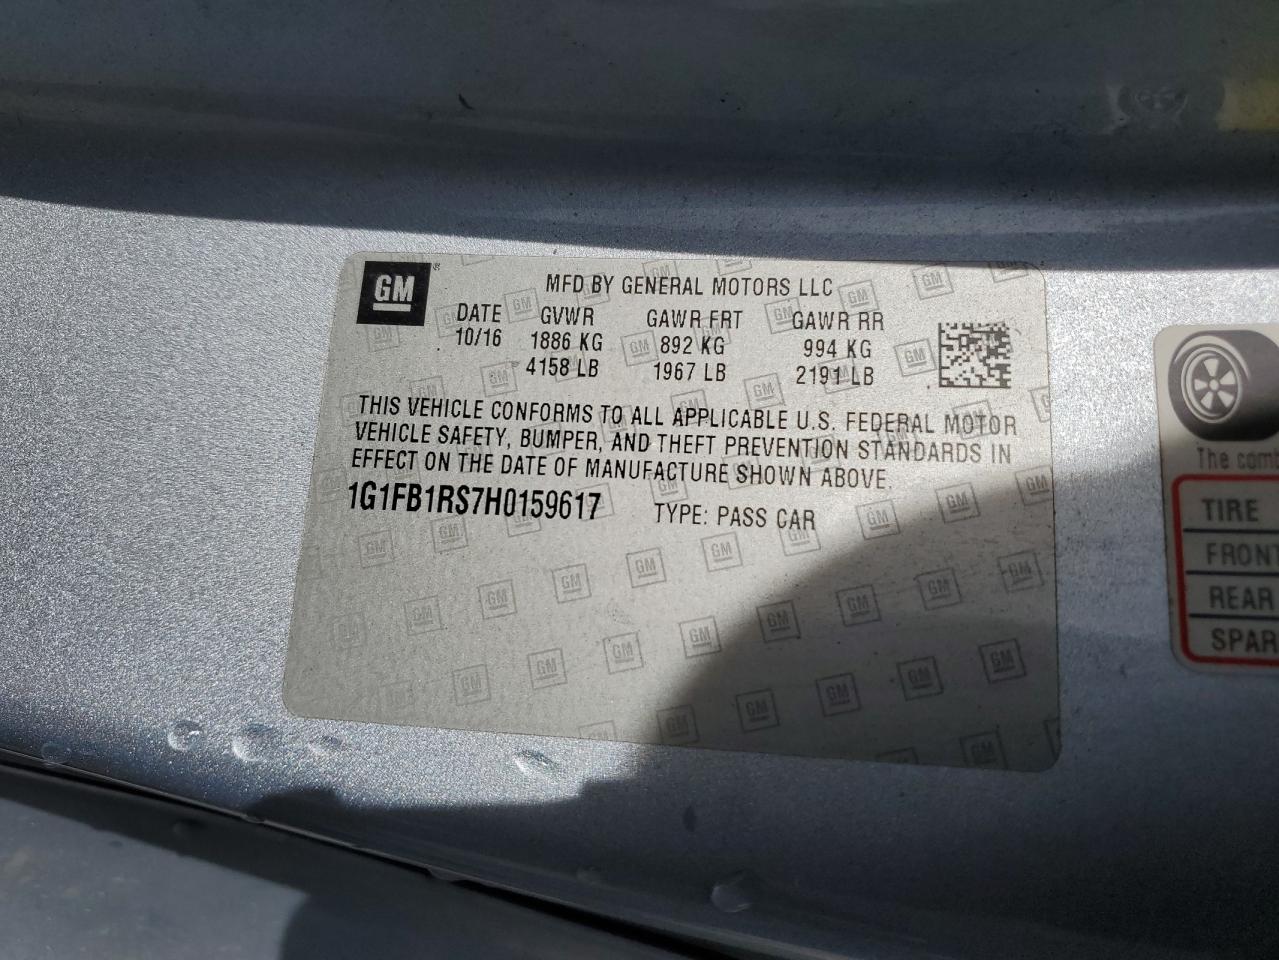 GM
MFD BY GENERAL MOTORS LLC
DATE GVWR GAWR FRT GAWR RR
10/16 1886 KG 892 KG 994 KG
4158 LB 1967 LB 2191 LB
THIS VEHICLE CONFORMS TO ALL APPLICABLE U.S. FEDERAL MOTOR
VEHICLE SAFETY, BUMPER, AND THEFT PREVENTION STANDARDS IN
EFFECT ON THE DATE OF MANUFACTURE SHOWN ABOVE.
1G1FB1RS7H0159617 TYPE: PASS CAR
The comb
TIRE
FRONT
REAR
SPAR